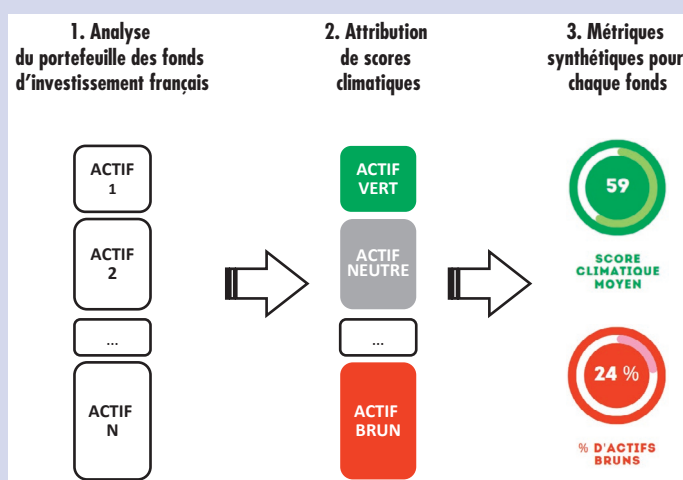 1. Analyse
du portefeuille des fonds
d'investissement français
2. Attribution
de scores
climatiques
3. Métriques
synthétiques pour
chaque fonds
ACTIF
1
ACTIF
2
...
ACTIF
N
ACTIF
VERT
ACTIF
NEUTRE
...
ACTIF
BRUN
59
SCORE
CLIMATIQUE
MOYEN
24 %
% D'ACTIFS
BRUNS